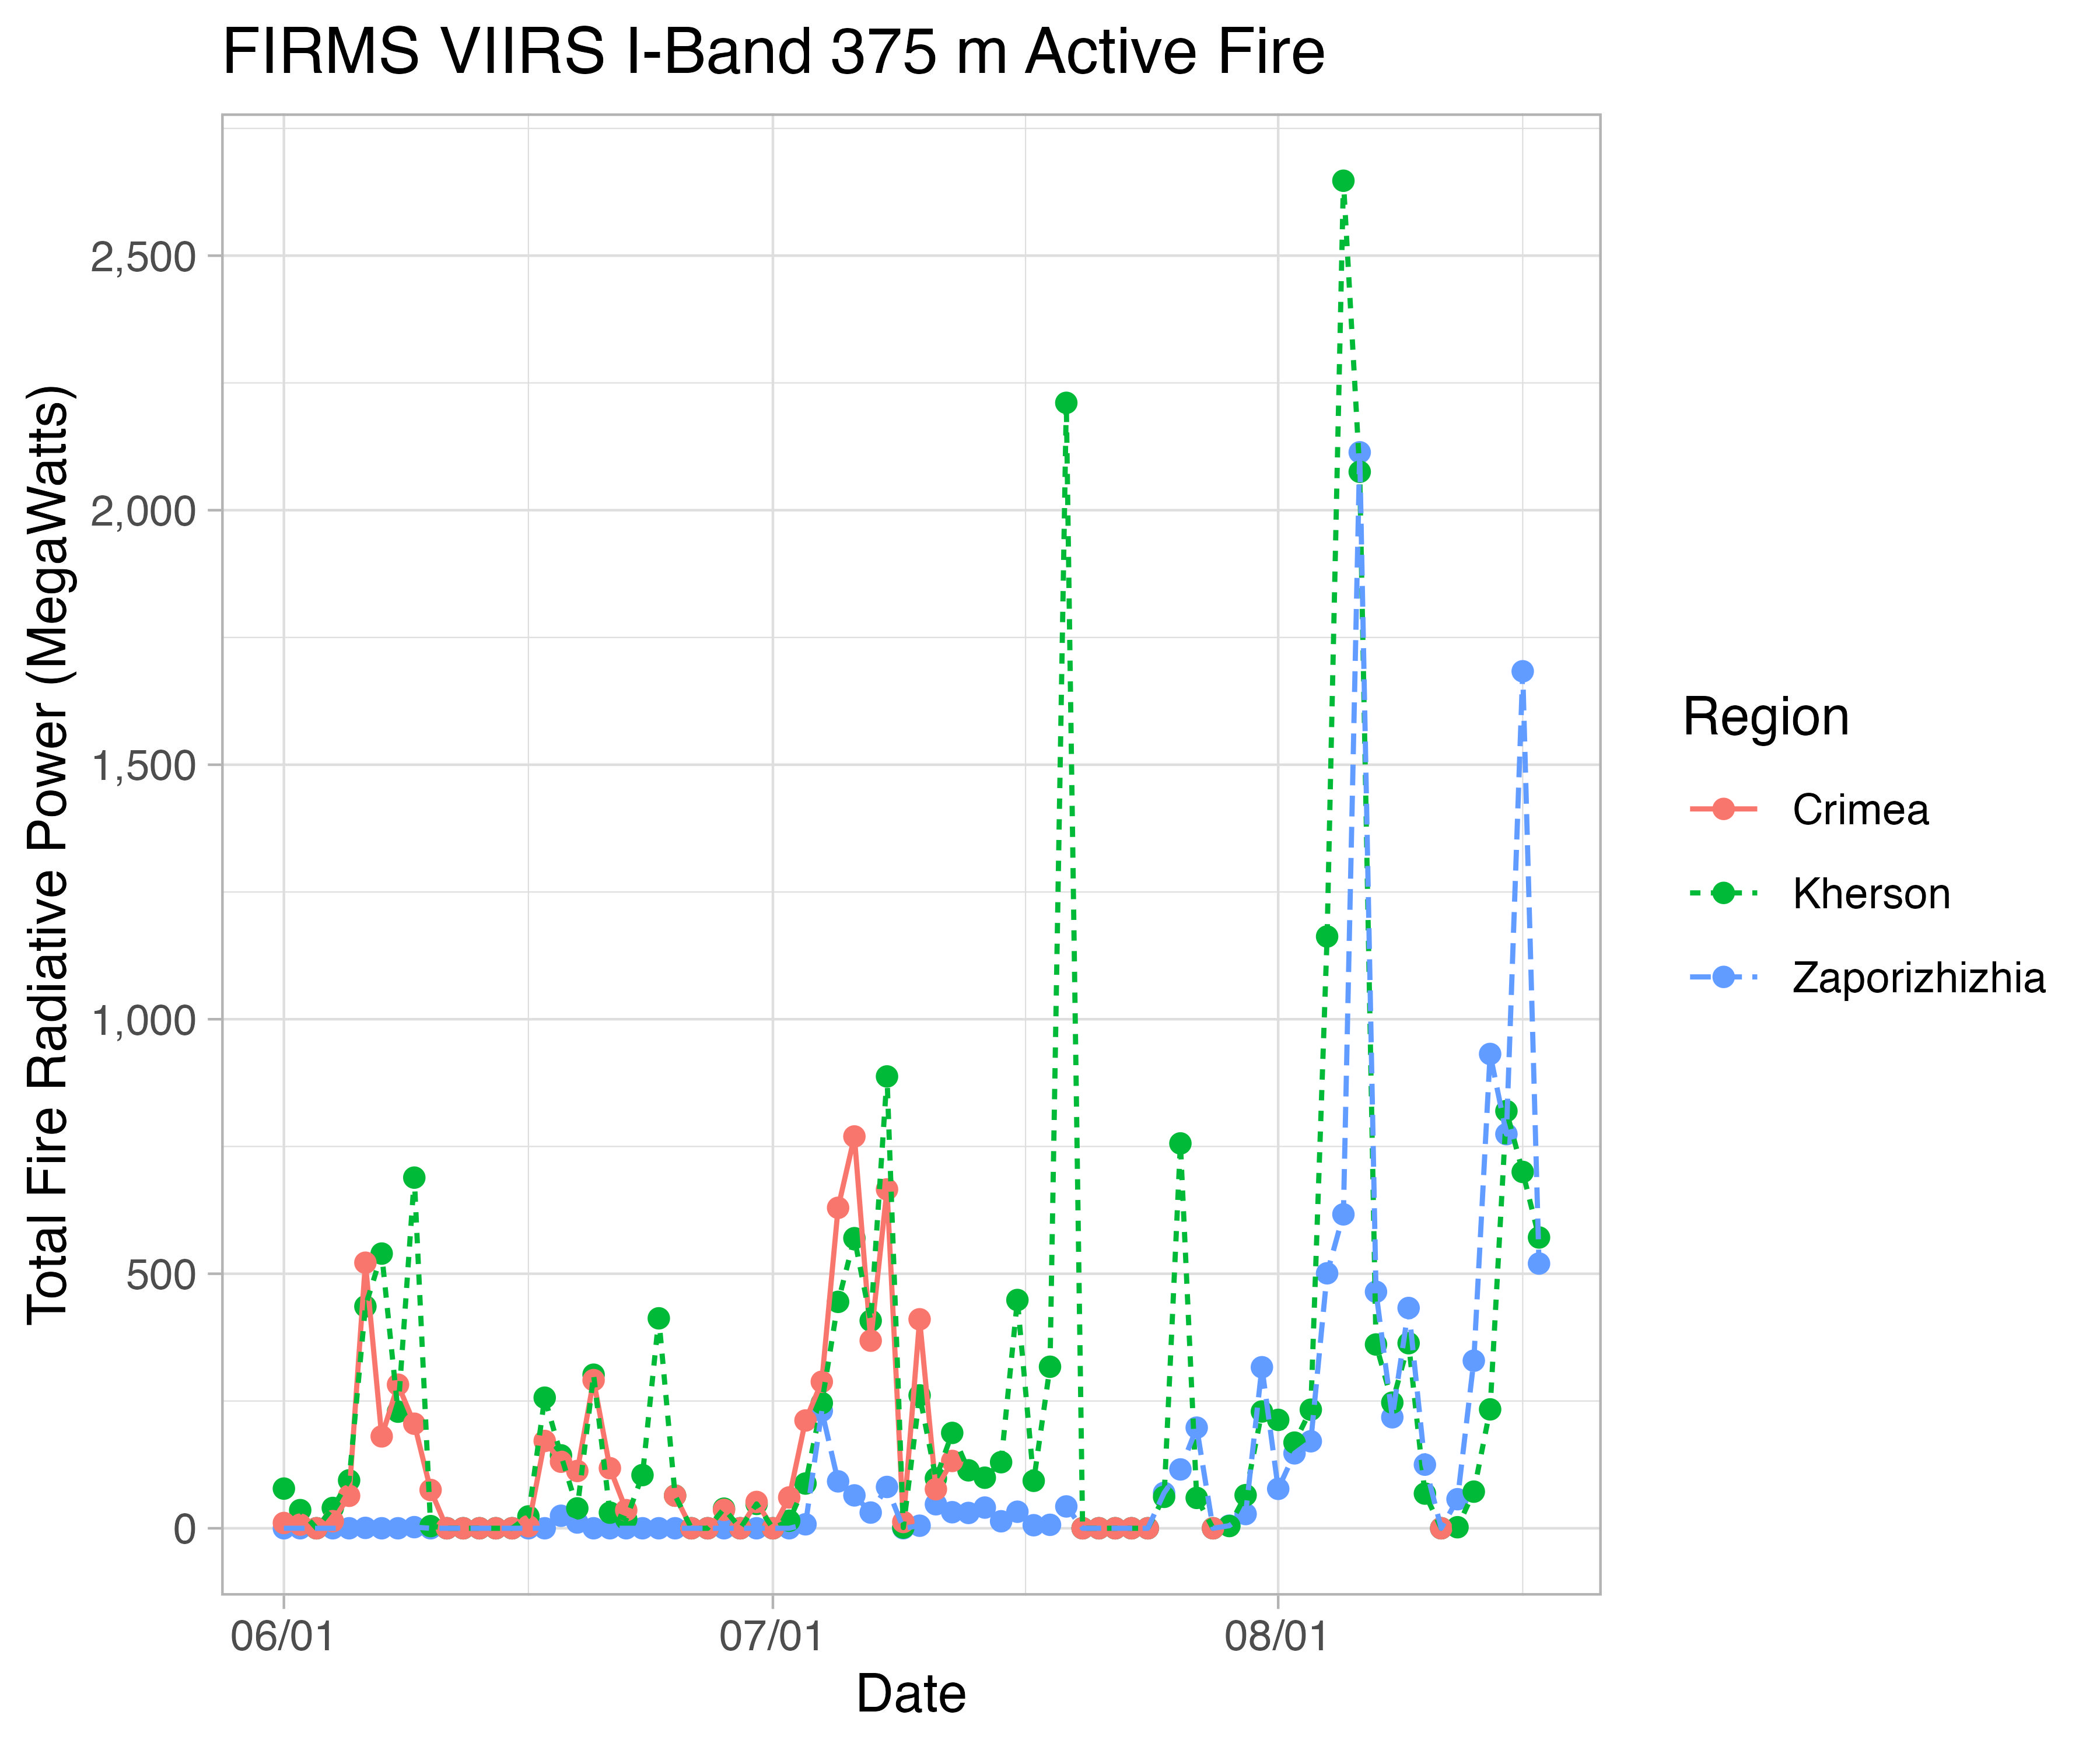 FIRMS VIIRS I-Band 375 m Active Fire
Total Fire Radiative Power (MegaWatts)
2,500
2,000
1,500
1,000
500
0
06/01
07/01
08/01
Date
Region
Crimea
Kherson
Zaporizhizhia